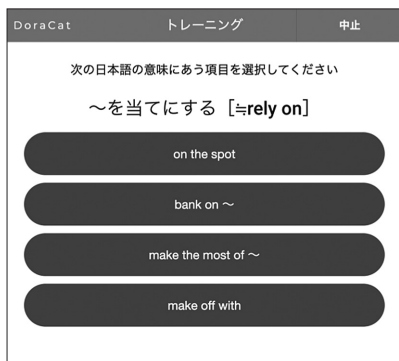 DoraCat トレーニング 中止
次の日本語の意味にあう項目を選択してください
〜を当てにする［≒rely on］
on the spot
bank on 〜
make the most of 〜
make off with